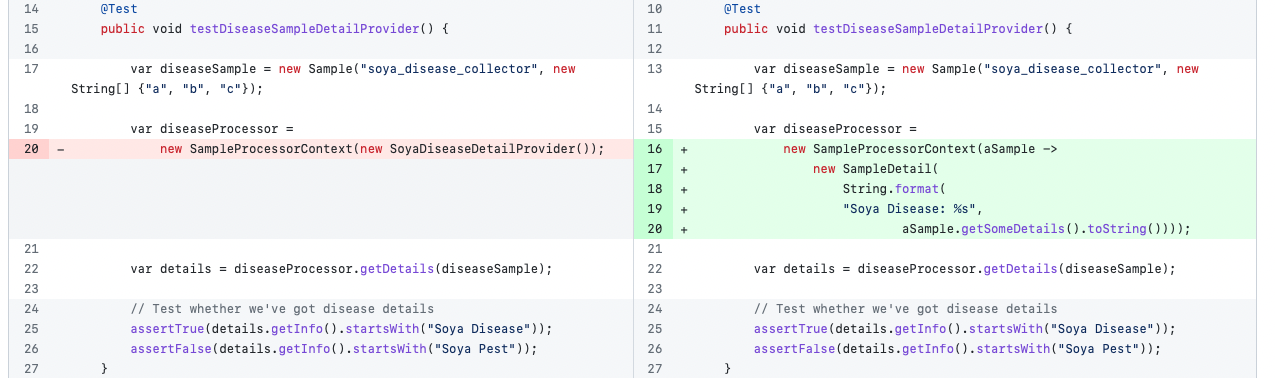 14 @Test
15 public void testDiseaseSampleDetailProvider() {
16
17 var diseaseSample = new Sample("soya_disease_collector", new
String[] {"a", "b", "c"});
18
19 var diseaseProcessor =
20 - new SampleProcessorContext(new SoyaDiseaseDetailProvider());
21
22 var details = diseaseProcessor.getDetails(diseaseSample);
23
24 // Test whether we've got disease details
25 assertTrue(details.getInfo().startsWith("Soya Disease"));
26 assertFalse(details.getInfo().startsWith("Soya Pest"));
27 }
10 @Test
11 public void testDiseaseSampleDetailProvider() {
12
13 var diseaseSample = new Sample("soya_disease_collector", new
String[] {"a", "b", "c"});
14
15 var diseaseProcessor =
16 + new SampleProcessorContext(aSample ->
17 + new SampleDetail(
18 + String.format(
19 + "Soya Disease: %s",
20 + aSample.getSomeDetails().toString())));
21
22 var details = diseaseProcessor.getDetails(diseaseSample);
23
24 // Test whether we've got disease details
25 assertTrue(details.getInfo().startsWith("Soya Disease"));
26 assertFalse(details.getInfo().startsWith("Soya Pest"));
27 }